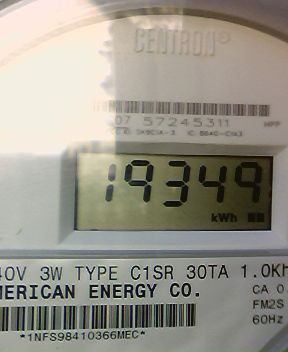 CENTRON®
07 57245311
19349
kWh
40V 3W TYPE C1SR 30TA 1.0Kh
MERICAN ENERGY CO.
CA 0.
FM2S
60Hz
*1NFS98410366MEC*